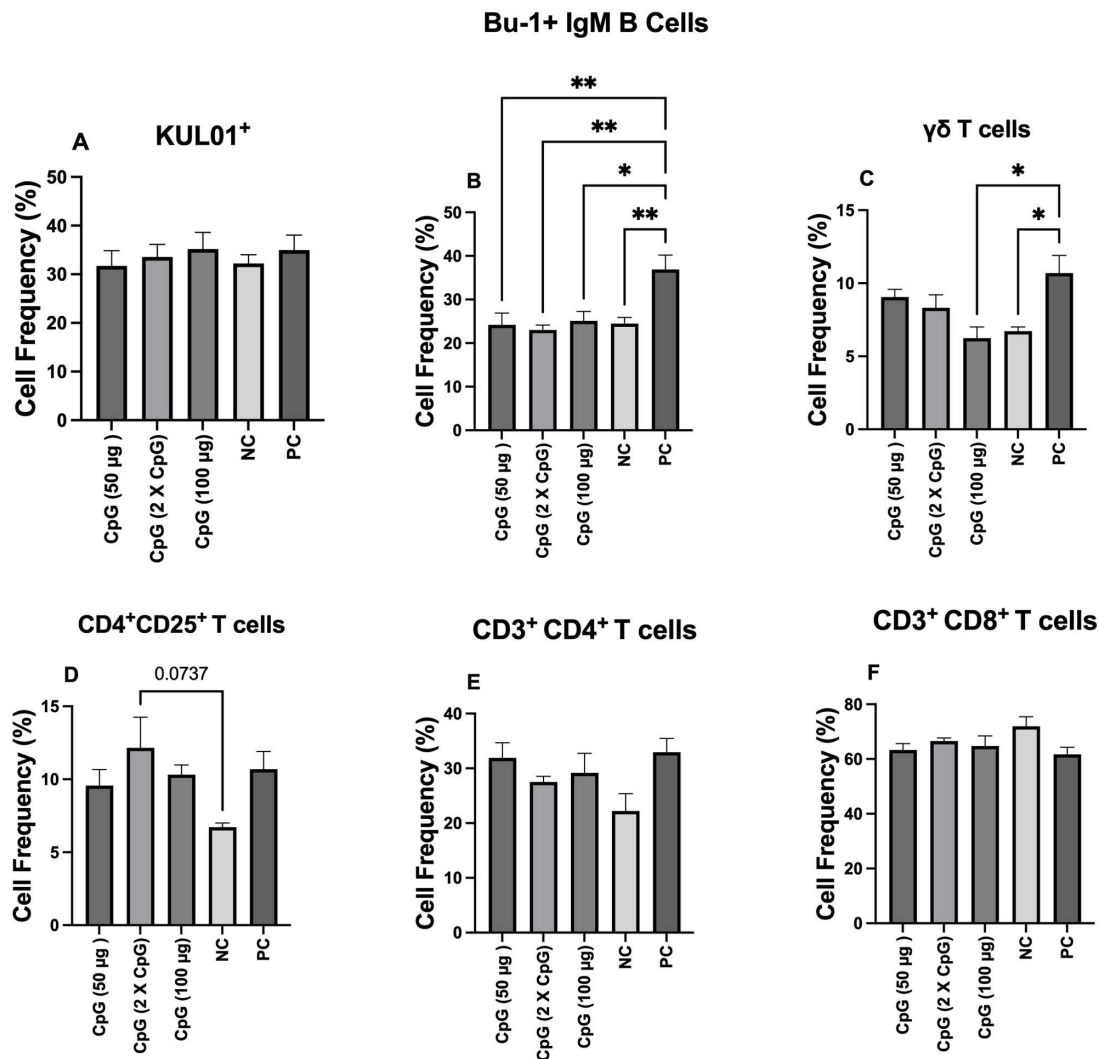 Bu-1+ IgM B Cells
A
KUL01⁺
Cell Frequency (%)
50
40
30
20
10
0
CpG (50 µg )
CpG (2 X CpG)
CpG (100 µg)
NC
PC
B
**
**
*
**
Cell Frequency (%)
50
40
30
20
10
0
CpG (50 µg )
CpG (2 X CpG)
CpG (100 µg)
NC
PC
γδ T cells
C
*
*
Cell Frequency (%)
15
10
5
0
CpG (50 µg )
CpG (2 X CpG)
CpG (100 µg)
NC
PC
CD4⁺CD25⁺ T cells
D
0.0737
Cell Frequency (%)
15
10
5
0
CpG (50 µg )
CpG (2 X CpG)
CpG (100 µg)
NC
PC
CD3⁺ CD4⁺ T cells
E
Cell Frequency (%)
40
30
20
10
0
CpG (50 µg )
CpG (2 X CpG)
CpG (100 µg)
NC
PC
CD3⁺ CD8⁺ T cells
F
Cell Frequency (%)
80
60
40
20
0
CpG (50 µg )
CpG (2 X CpG)
CpG (100 µg)
NC
PC